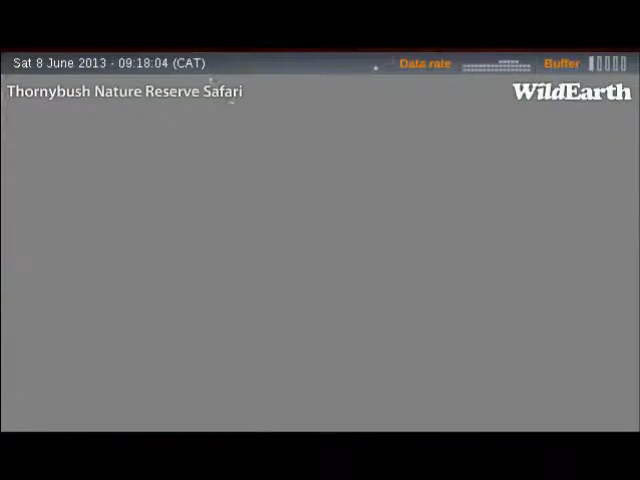 Sat 8 June 2013 - 09:18:04 (CAT) Data rate Buffer
Thornybush Nature Reserve Safari WildEarth